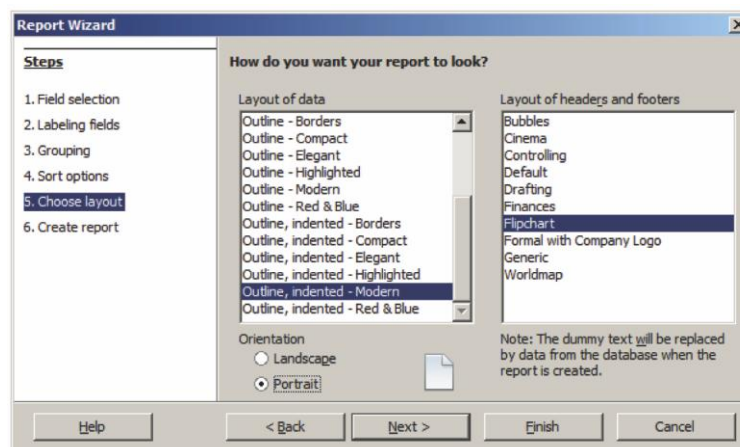 Report Wizard
Steps
1. Field selection
2. Labeling fields
3. Grouping
4. Sort options
5. Choose layout
6. Create report
How do you want your report to look?
Layout of data
Outline - Borders
Outline - Compact
Outline - Elegant
Outline - Highlighted
Outline - Modern
Outline - Red & Blue
Outline, indented - Borders
Outline, indented - Compact
Outline, indented - Elegant
Outline, indented - Highlighted
Outline, indented - Modern
Outline, indented - Red & Blue
Layout of headers and footers
Bubbles
Cinema
Controlling
Default
Drafting
Finances
Flipchart
Formal with Company Logo
Generic
Worldmap
Orientation
Landscape
Portrait
Note: The dummy text will be replaced
by data from the database when the
report is created.
Help
< Back
Next >
Finish
Cancel